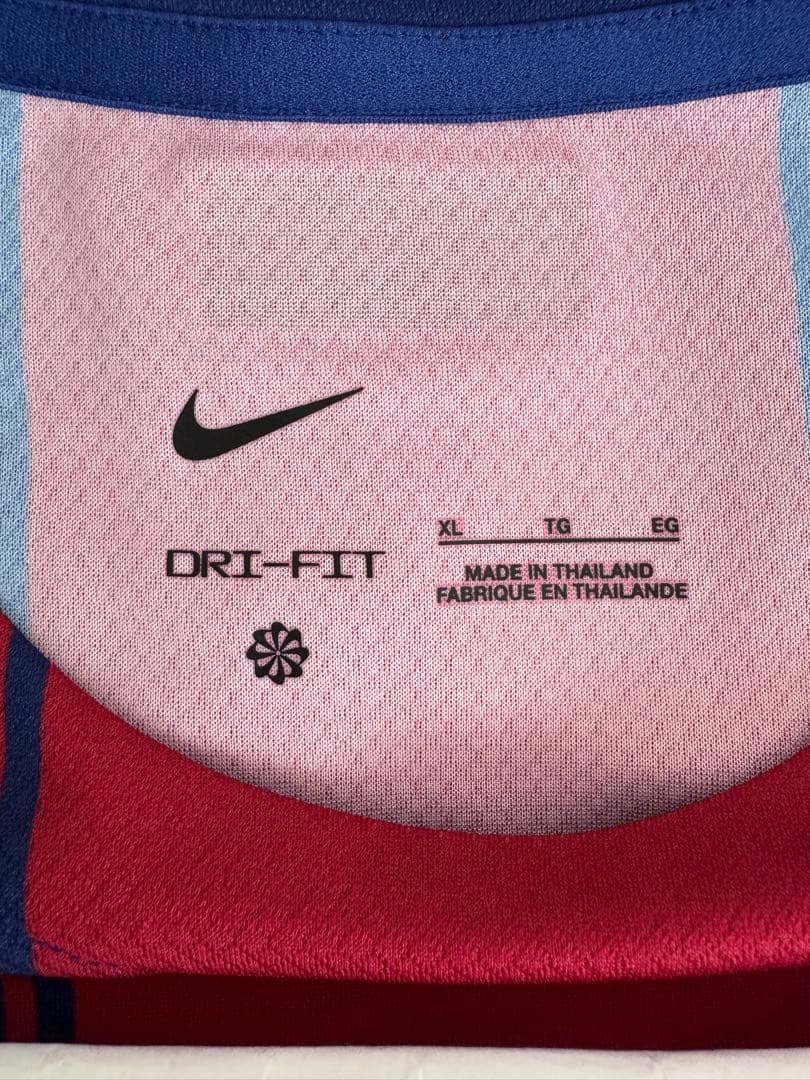 DRI-FIT
XL TG EG
MADE IN THAILAND
FABRIQUE EN THAILANDE